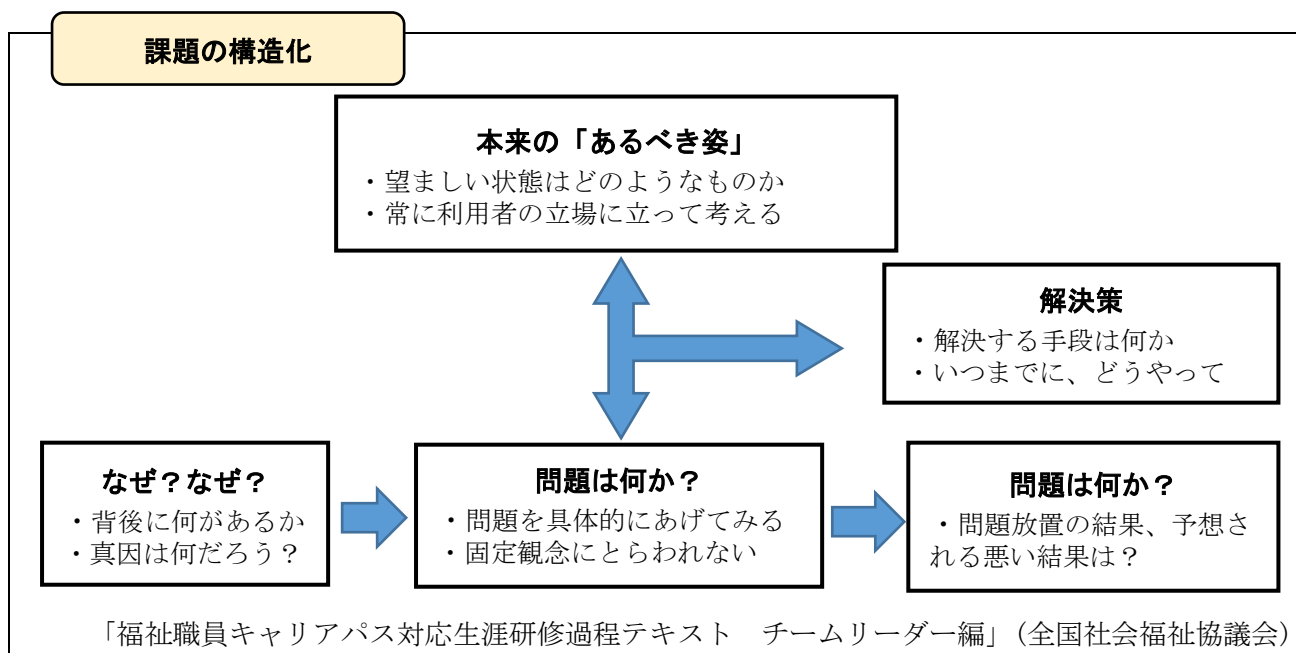 課題の構造化
本来の「あるべき姿」
・望ましい状態はどのようなものか
・常に利用者の立場に立って考える
解決策
・解決する手段は何か
・いつまでに、どうやって
なぜ?なぜ?
・背後に何があるか
・真因は何だろう?
問題は何か?
・問題を具体的にあげてみる
・固定観念にとらわれない
問題は何か?
・問題放置の結果、予想さ
れる悪い結果は?
「福祉職員キャリアパス対応生涯研修過程テキスト　チームリーダー編」(全国社会福祉協議会)